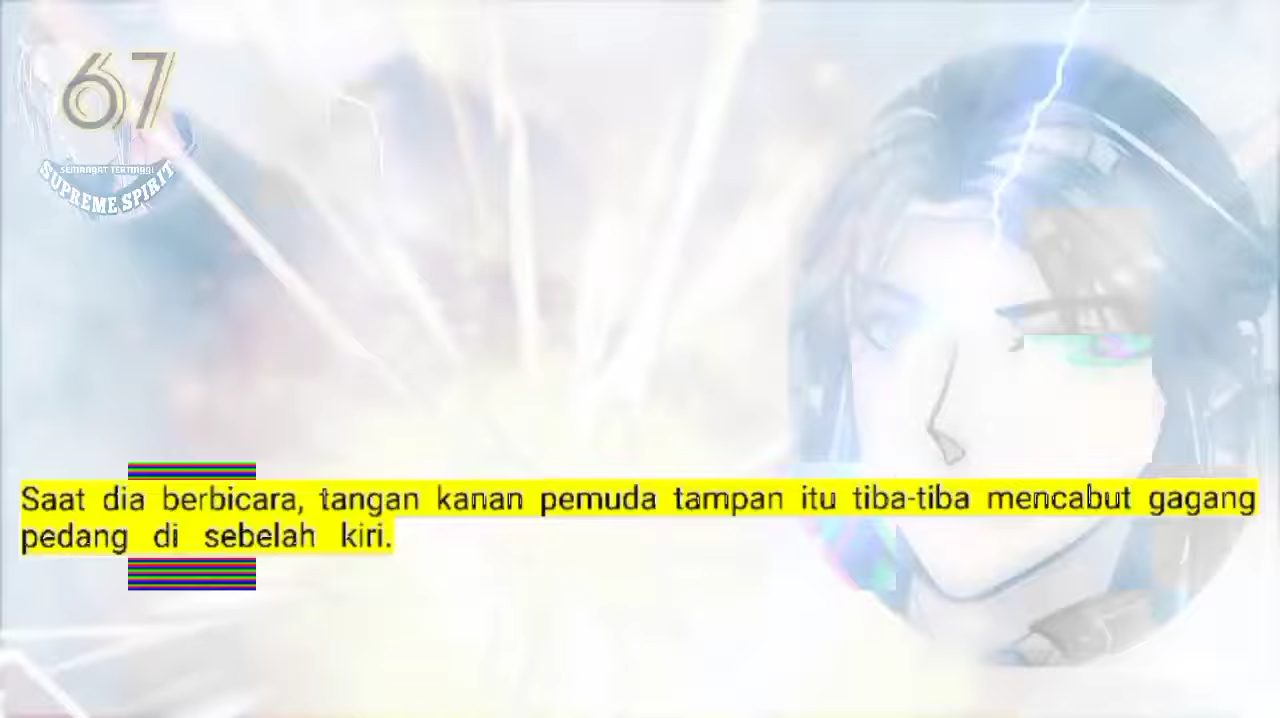 67
SEMANGAT TERTINGGI
SUPREME SPIRIT
Saat dia berbicara, tangan kanan pemuda tampan itu tiba-tiba mencabut gagang
pedang di sebelah kiri.